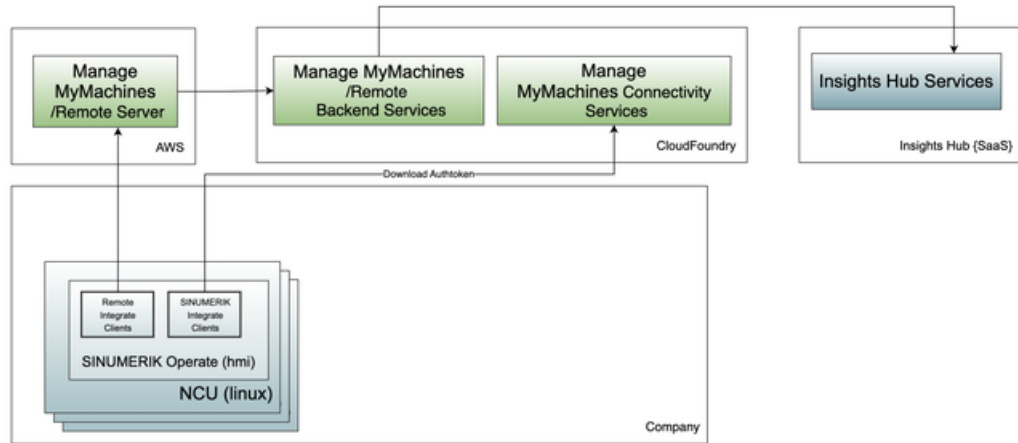 Manage
MyMachines
/Remote Server
AWS
Manage MyMachines
/Remote
Backend Services
Manage
MyMachines Connectivity
Services
CloudFoundry
Insights Hub Services
Insights Hub {SaaS}
Download Authtoken
Remote
Integrate
Clients
SINUMERIK
Integrate
Clients
SINUMERIK Operate (hmi)
NCU (linux)
Company